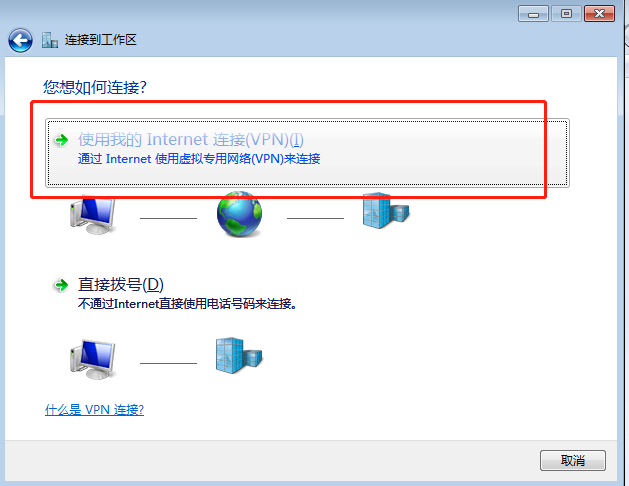 连接到工作区
您想如何连接?
使用我的 Internet 连接(VPN)(I)
通过 Internet 使用虚拟专用网络(VPN)来连接
直接拨号(D)
不通过Internet直接使用电话号码来连接。
什么是 VPN 连接?
取消